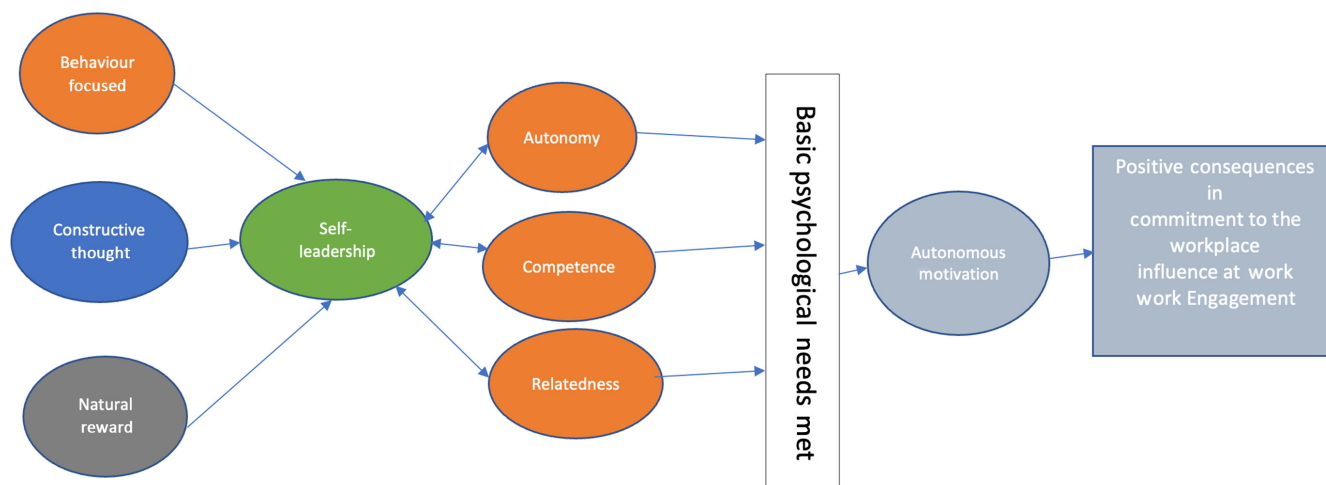 Behaviour
focused
Constructive
thought
Natural
reward
Self-
leadership
Autonomy
Competence
Relatedness
Basic psychological needs met
Autonomous
motivation
Positive consequences
in
commitment to the
workplace
influence at work
work Engagement